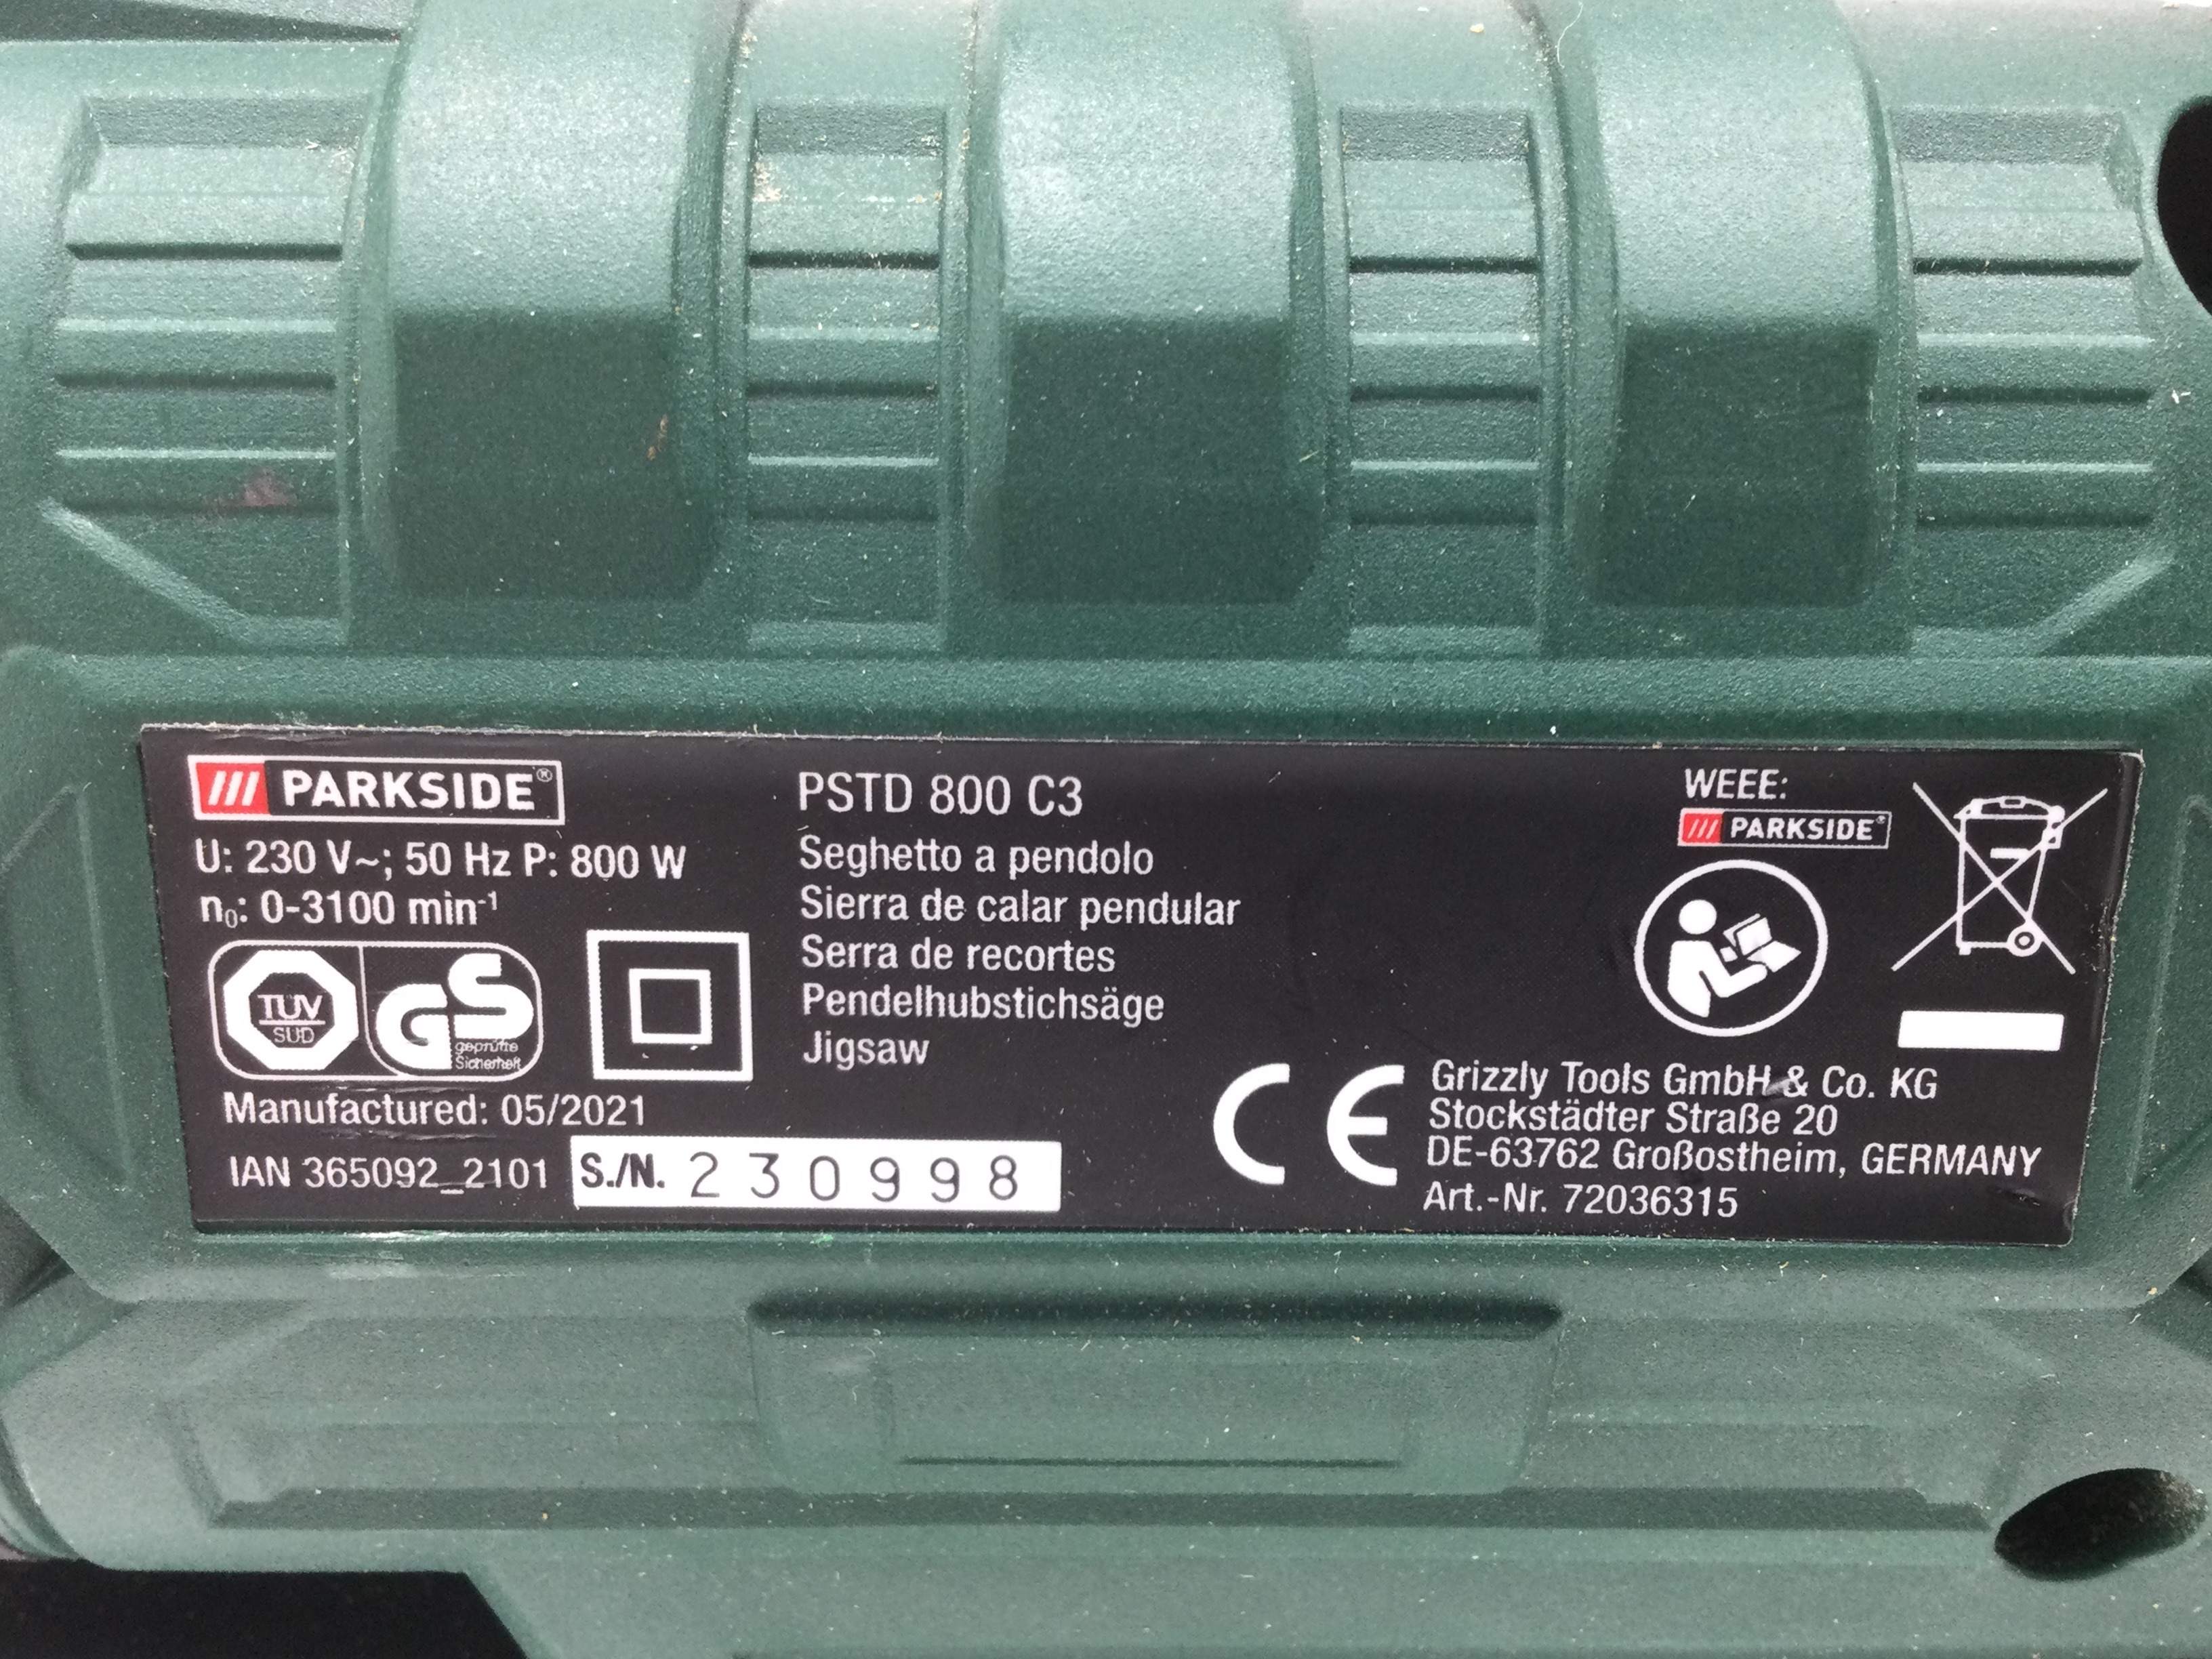 /// PARKSIDE®
U: 230 V~; 50 Hz P: 800 W
n₀: 0-3100 min⁻¹
TÜV
SÜD
GS
geprüfte
Sicherheit
Manufactured: 05/2021
IAN 365092_2101
S./N. 230998
PSTD 800 C3
Seghetto a pendolo
Sierra de calar pendular
Serra de recortes
Pendelhubstichsäge
Jigsaw
WEEE:
/// PARKSIDE®
CE
Grizzly Tools GmbH & Co. KG
Stockstädter Straße 20
DE-63762 Großostheim, GERMANY
Art.-Nr. 72036315